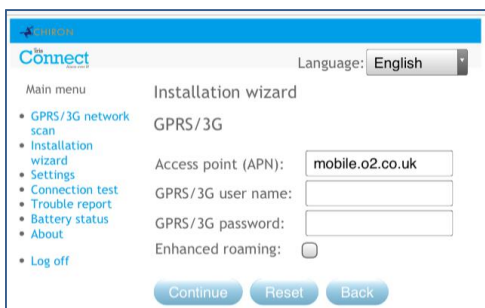 CHIRON
Iris
Connect
Language: English
Main menu
GPRS/3G network
scan
Installation
wizard
Settings
Connection test
Trouble report
Battery status
About
Log off
Installation wizard
GPRS/3G
Access point (APN): mobile.o2.co.uk
GPRS/3G user name:
GPRS/3G password:
Enhanced roaming:
Continue Reset Back